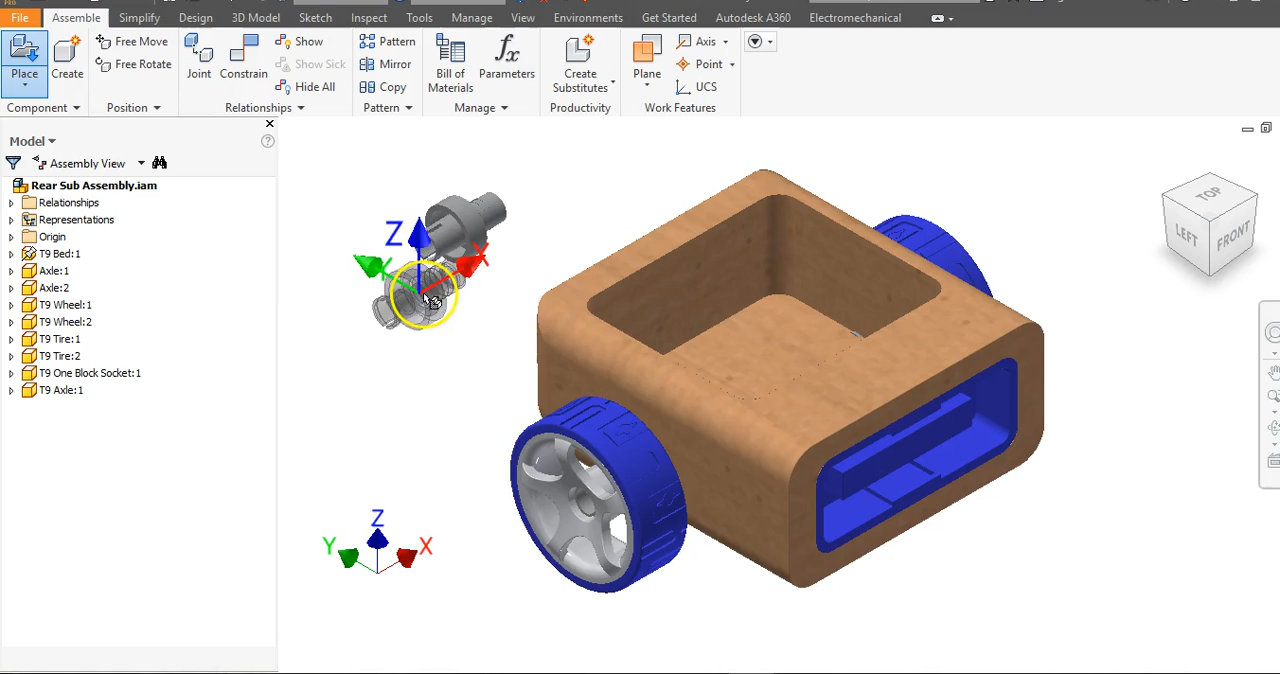 File Assemble Simplify Design 3D Model Sketch Inspect Tools Manage View Environments Get Started Autodesk A360 Electromechanical
Place
Create
Free Move
Free Rotate
Joint
Constrain
Show
Show Sick
Hide All
Pattern
Mirror
Copy
Bill of
Materials
fx
Parameters
Create
Substitutes
Plane
Axis
Point
UCS
Component Position Relationships Pattern Manage Productivity Work Features
Model
Assembly View
Rear Sub Assembly.iam
Relationships
Representations
Origin
T9 Bed:1
Axle:1
Axle:2
T9 Wheel:1
T9 Wheel:2
T9 Tire:1
T9 Tire:2
T9 One Block Socket:1
T9 Axle:1
Z
X
TOP
LEFT
FRONT
Z
Y
X